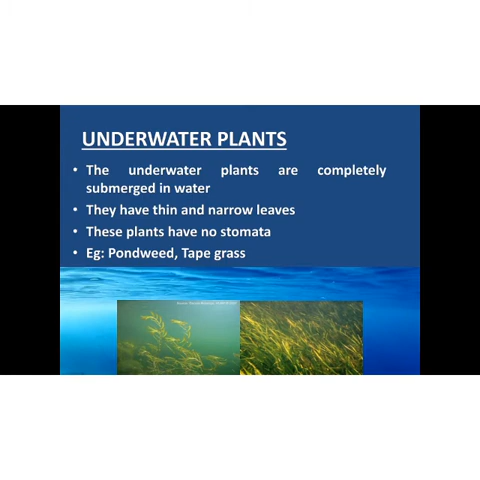 UNDERWATER PLANTS
• The underwater plants are completely
submerged in water
• They have thin and narrow leaves
• These plants have no stomata
• Eg: Pondweed, Tape grass